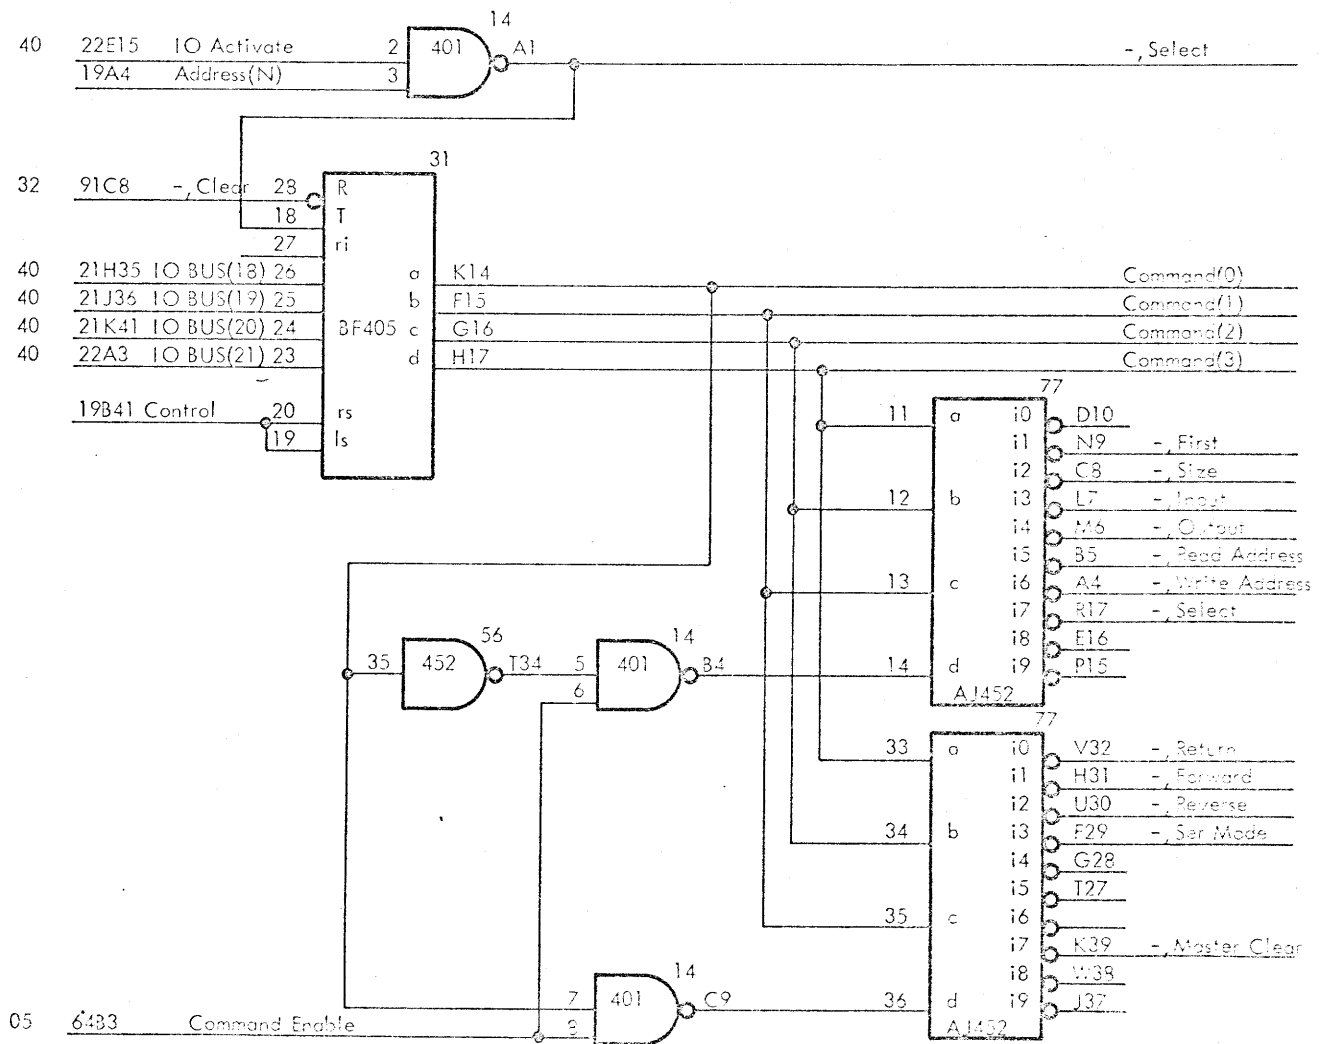 14
40 22E15 IO Activate 2 401 A1 -, Select
19A4 Address(N) 3
31
32 91C8 -, Clear 28 R
18 T
27 ri
40 21H35 IO BUS(18) 26 a K14 Command(0)
40 21J36 IO BUS(19) 25 b F15 Command(1)
40 21K41 IO BUS(20) 24 BF405 c G16 Command(2)
40 22A3 IO BUS(21) 23 d H17 Command(3)
77
19B41 Control 20 rs 11 a i0 D10
19 ls i1 N9 -, First
i2 C8 -, Size
12 b i3 L7 -, Input
i4 M6 -, Output
i5 B5 -, Read Address
13 c i6 A4 -, Write Address
i7 R17 -, Select
56 14 i8 E16
35 452 T34 5 401 B4 14 d i9 P15
6 AJ452
77
33 a i0 V32 -, Return
i1 H31 -, Forward
i2 U30 -, Reverse
34 b i3 F29 -, Ser Mode
i4 G28
i5 T27
35 c i6
i7 K39 -, Master Clear
14 i8 W38
7 401 C9 36 d i9 J37
05 64B3 Command Enable 8 AJ452